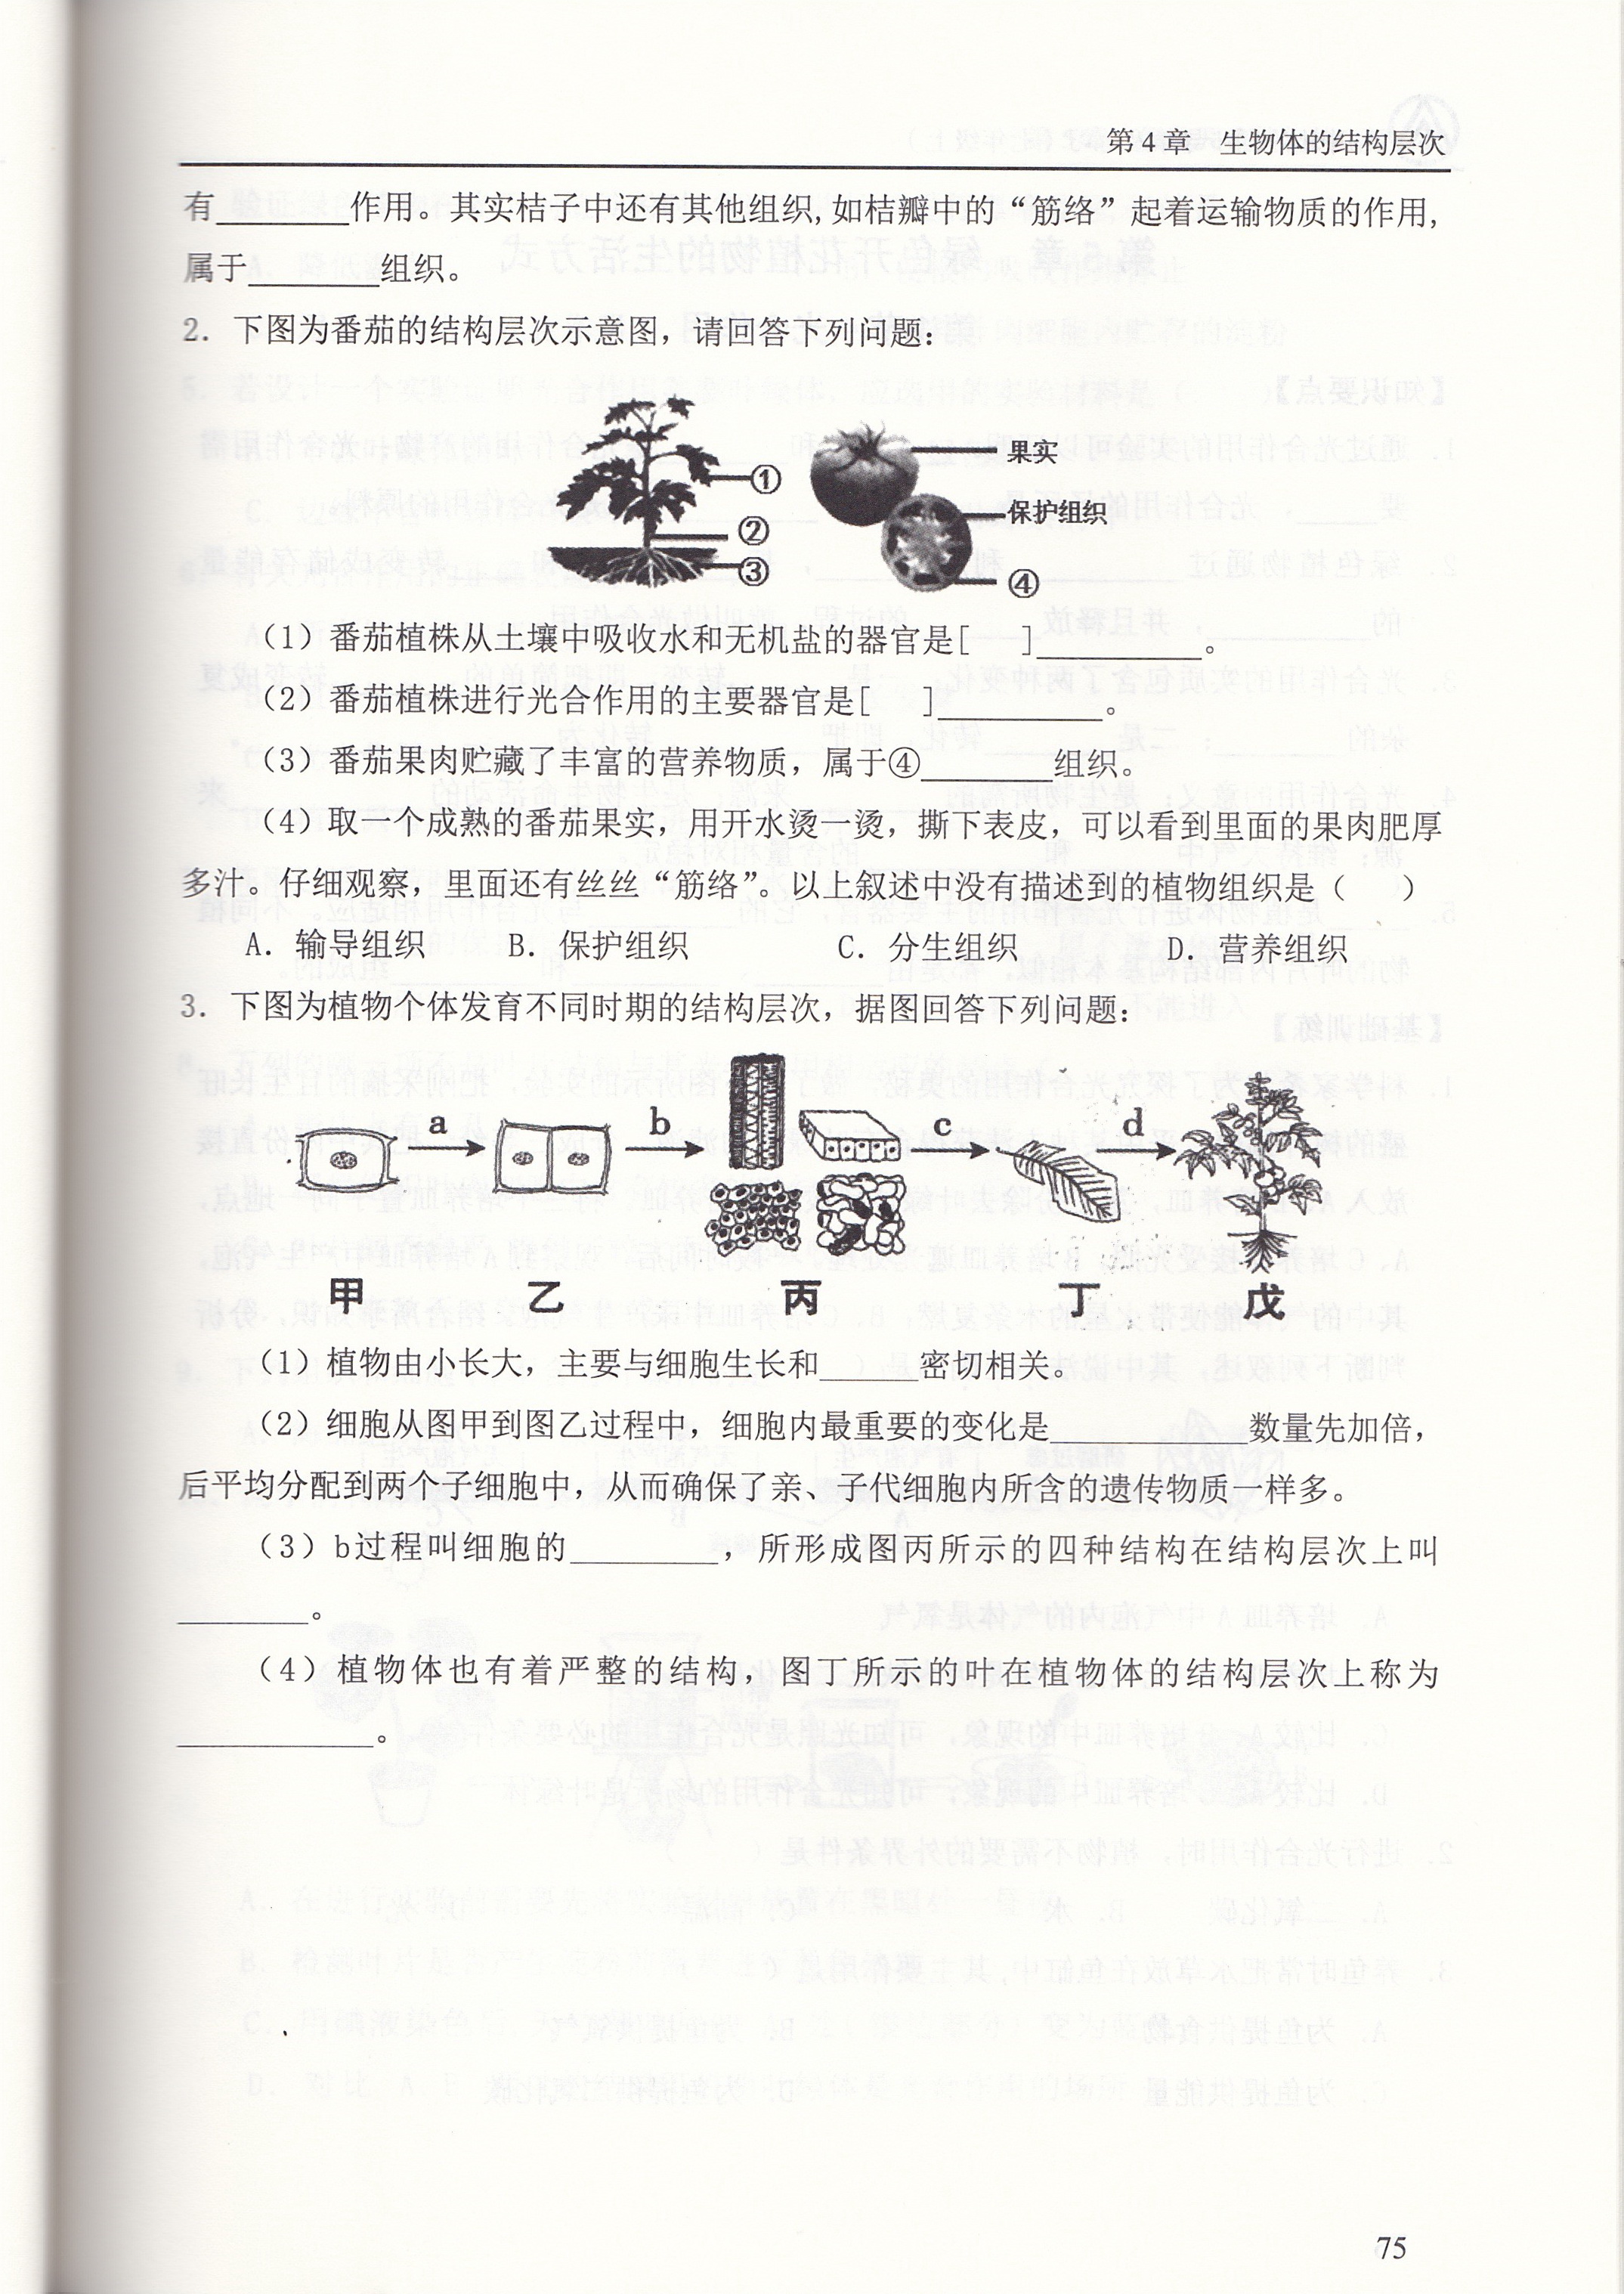 第 4 章　生物体的结构层次
有________作用。其实桔子中还有其他组织,如桔瓣中的“筋络”起着运输物质的作用,
属于________组织。
2. 下图为番茄的结构层次示意图，请回答下列问题：
果实
①
保护组织
②
③
④
（1）番茄植株从土壤中吸收水和无机盐的器官是[　]__________。
（2）番茄植株进行光合作用的主要器官是[　]__________。
（3）番茄果肉贮藏了丰富的营养物质，属于④________组织。
（4）取一个成熟的番茄果实，用开水烫一烫，撕下表皮，可以看到里面的果肉肥厚
多汁。仔细观察，里面还有丝丝“筋络”。以上叙述中没有描述到的植物组织是（　）
A. 输导组织　B. 保护组织　C. 分生组织　D. 营养组织
3. 下图为植物个体发育不同时期的结构层次，据图回答下列问题：
a　b　c　d
甲　乙　丙　丁　戊
（1）植物由小长大，主要与细胞生长和______密切相关。
（2）细胞从图甲到图乙过程中，细胞内最重要的变化是____________数量先加倍，
后平均分配到两个子细胞中，从而确保了亲、子代细胞内所含的遗传物质一样多。
（3）b过程叫细胞的_________，所形成图丙所示的四种结构在结构层次上叫
________。
（4）植物体也有着严整的结构，图丁所示的叶在植物体的结构层次上称为
____________。
75